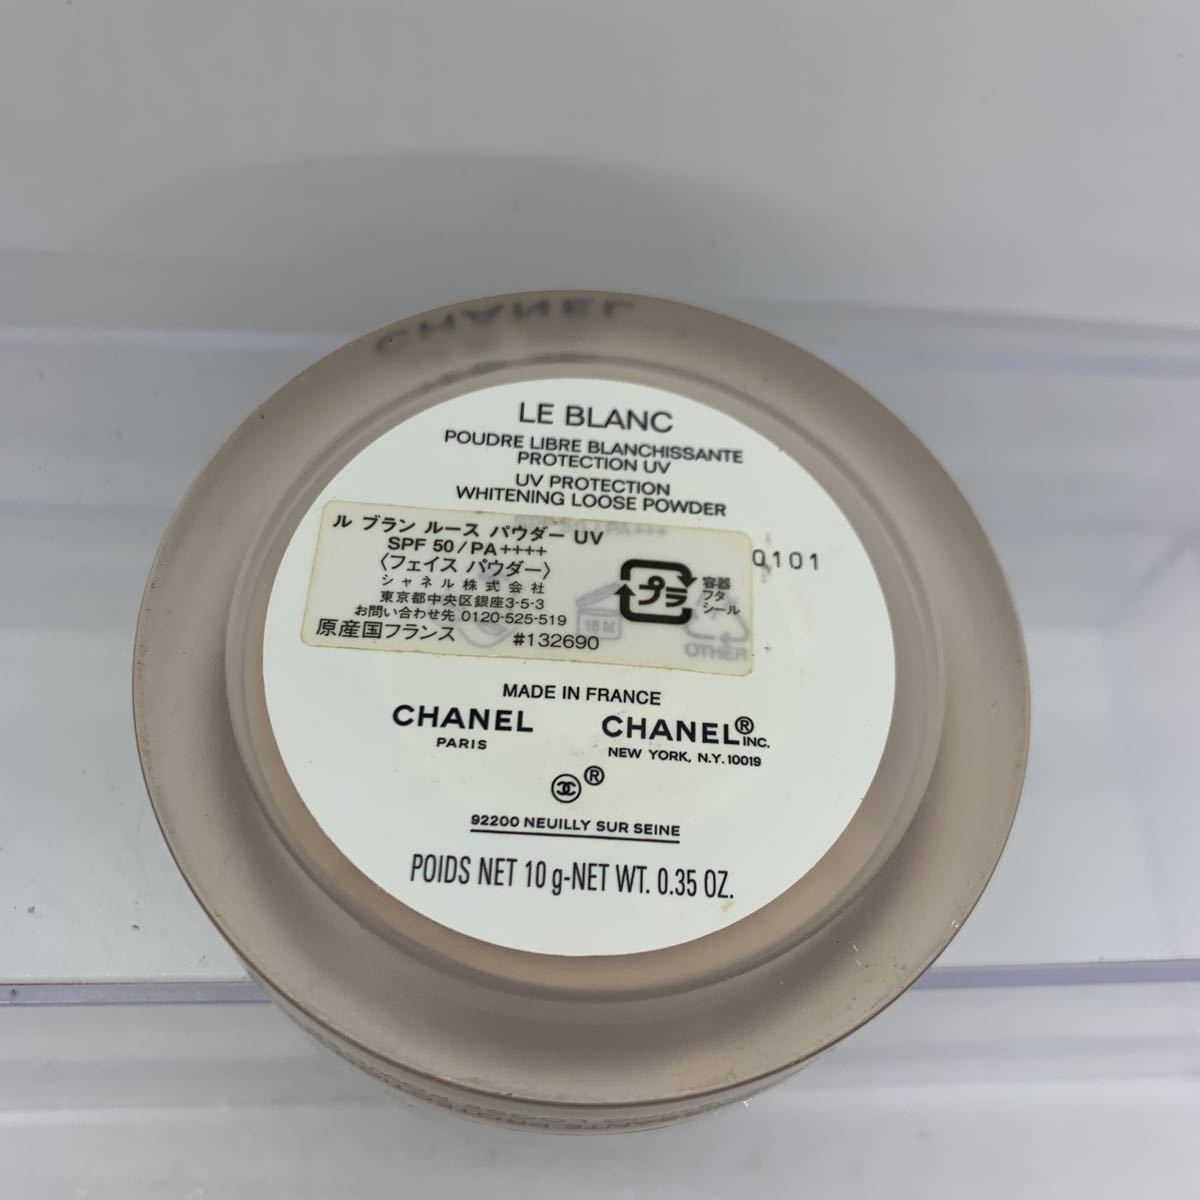 CHANEL
LE BLANC
POUDRE LIBRE BLANCHISSANTE
PROTECTION UV
UV PROTECTION
WHITENING LOOSE POWDER
SPF 50/PA+++
ル ブラン ルース パウダー UV
SPF 50/PA++++
〈フェイス パウダー〉
シャネル株式会社
東京都中央区銀座3-5-3
お問い合わせ先 0120-525-519
原産国フランス #132690
プラ
容器
フタ
シール
0101
18 M
OTHER
MADE IN FRANCE
CHANEL CHANEL® INC.
PARIS NEW YORK, N.Y. 10019
®
92200 NEUILLY SUR SEINE
POIDS NET 10 g-NET WT. 0.35 OZ.